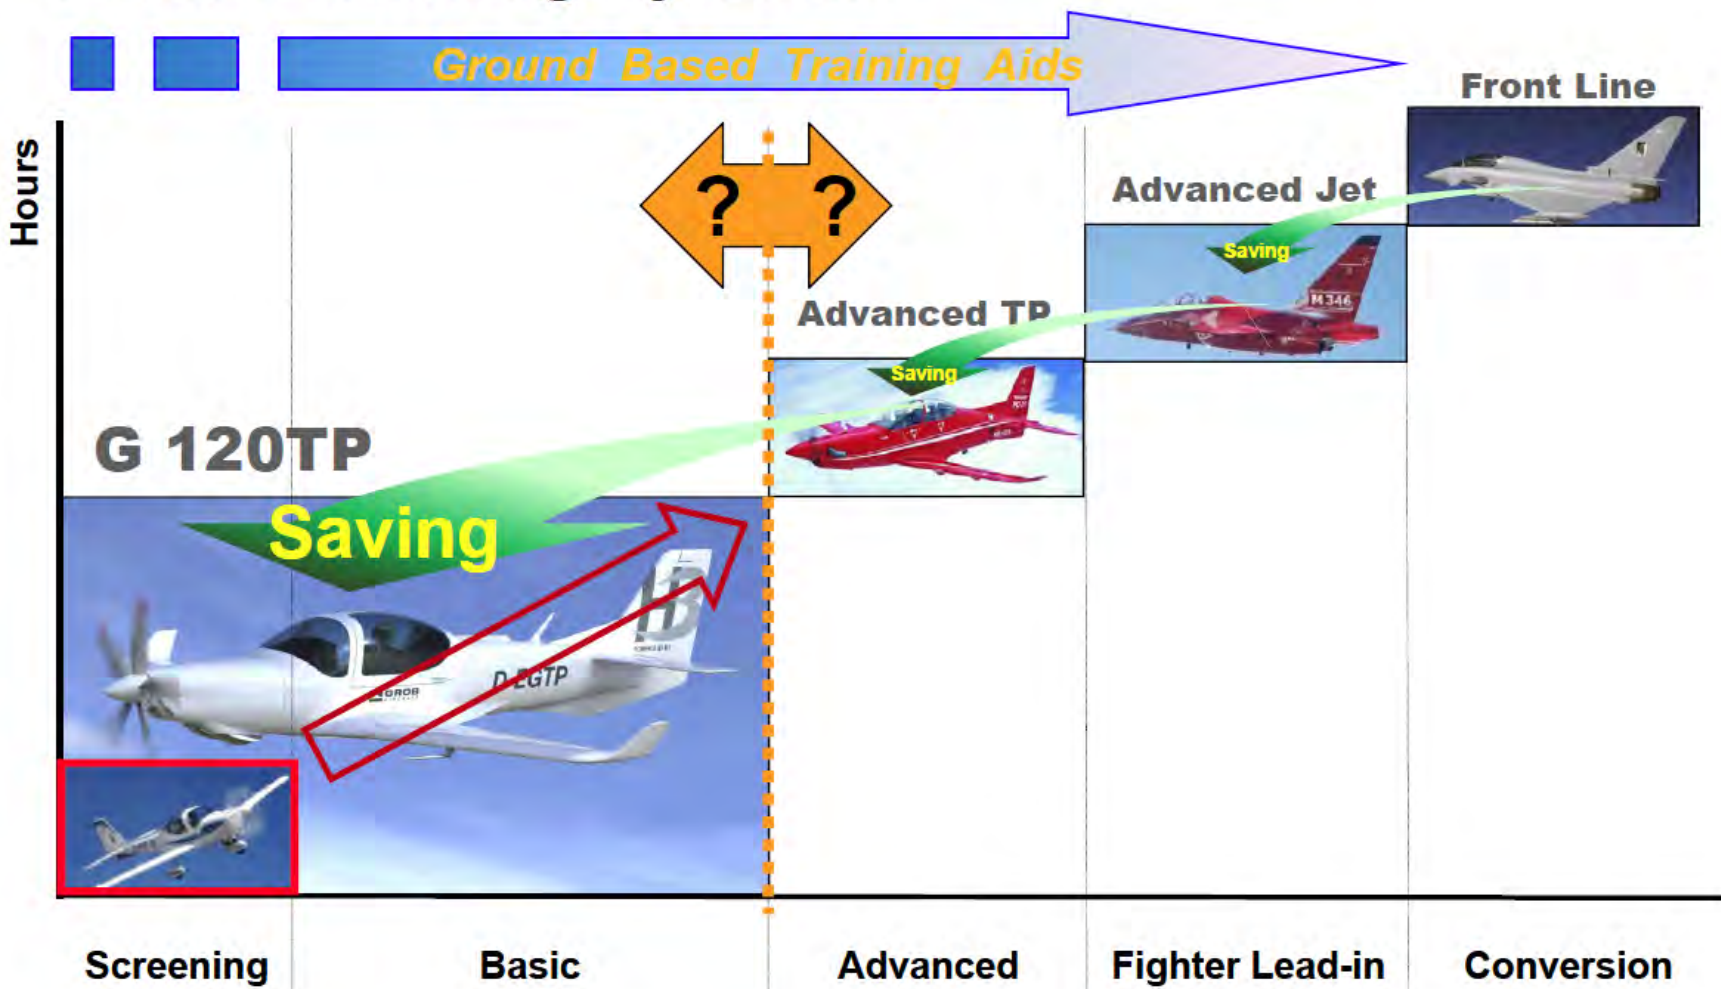 Ground Based Training Aids
Front Line
Hours
? ?
Advanced Jet
Saving
M346
Advanced TP
Saving
G 120TP
Saving
D-EGTP
GROB
Screening
Basic
Advanced
Fighter Lead-in
Conversion